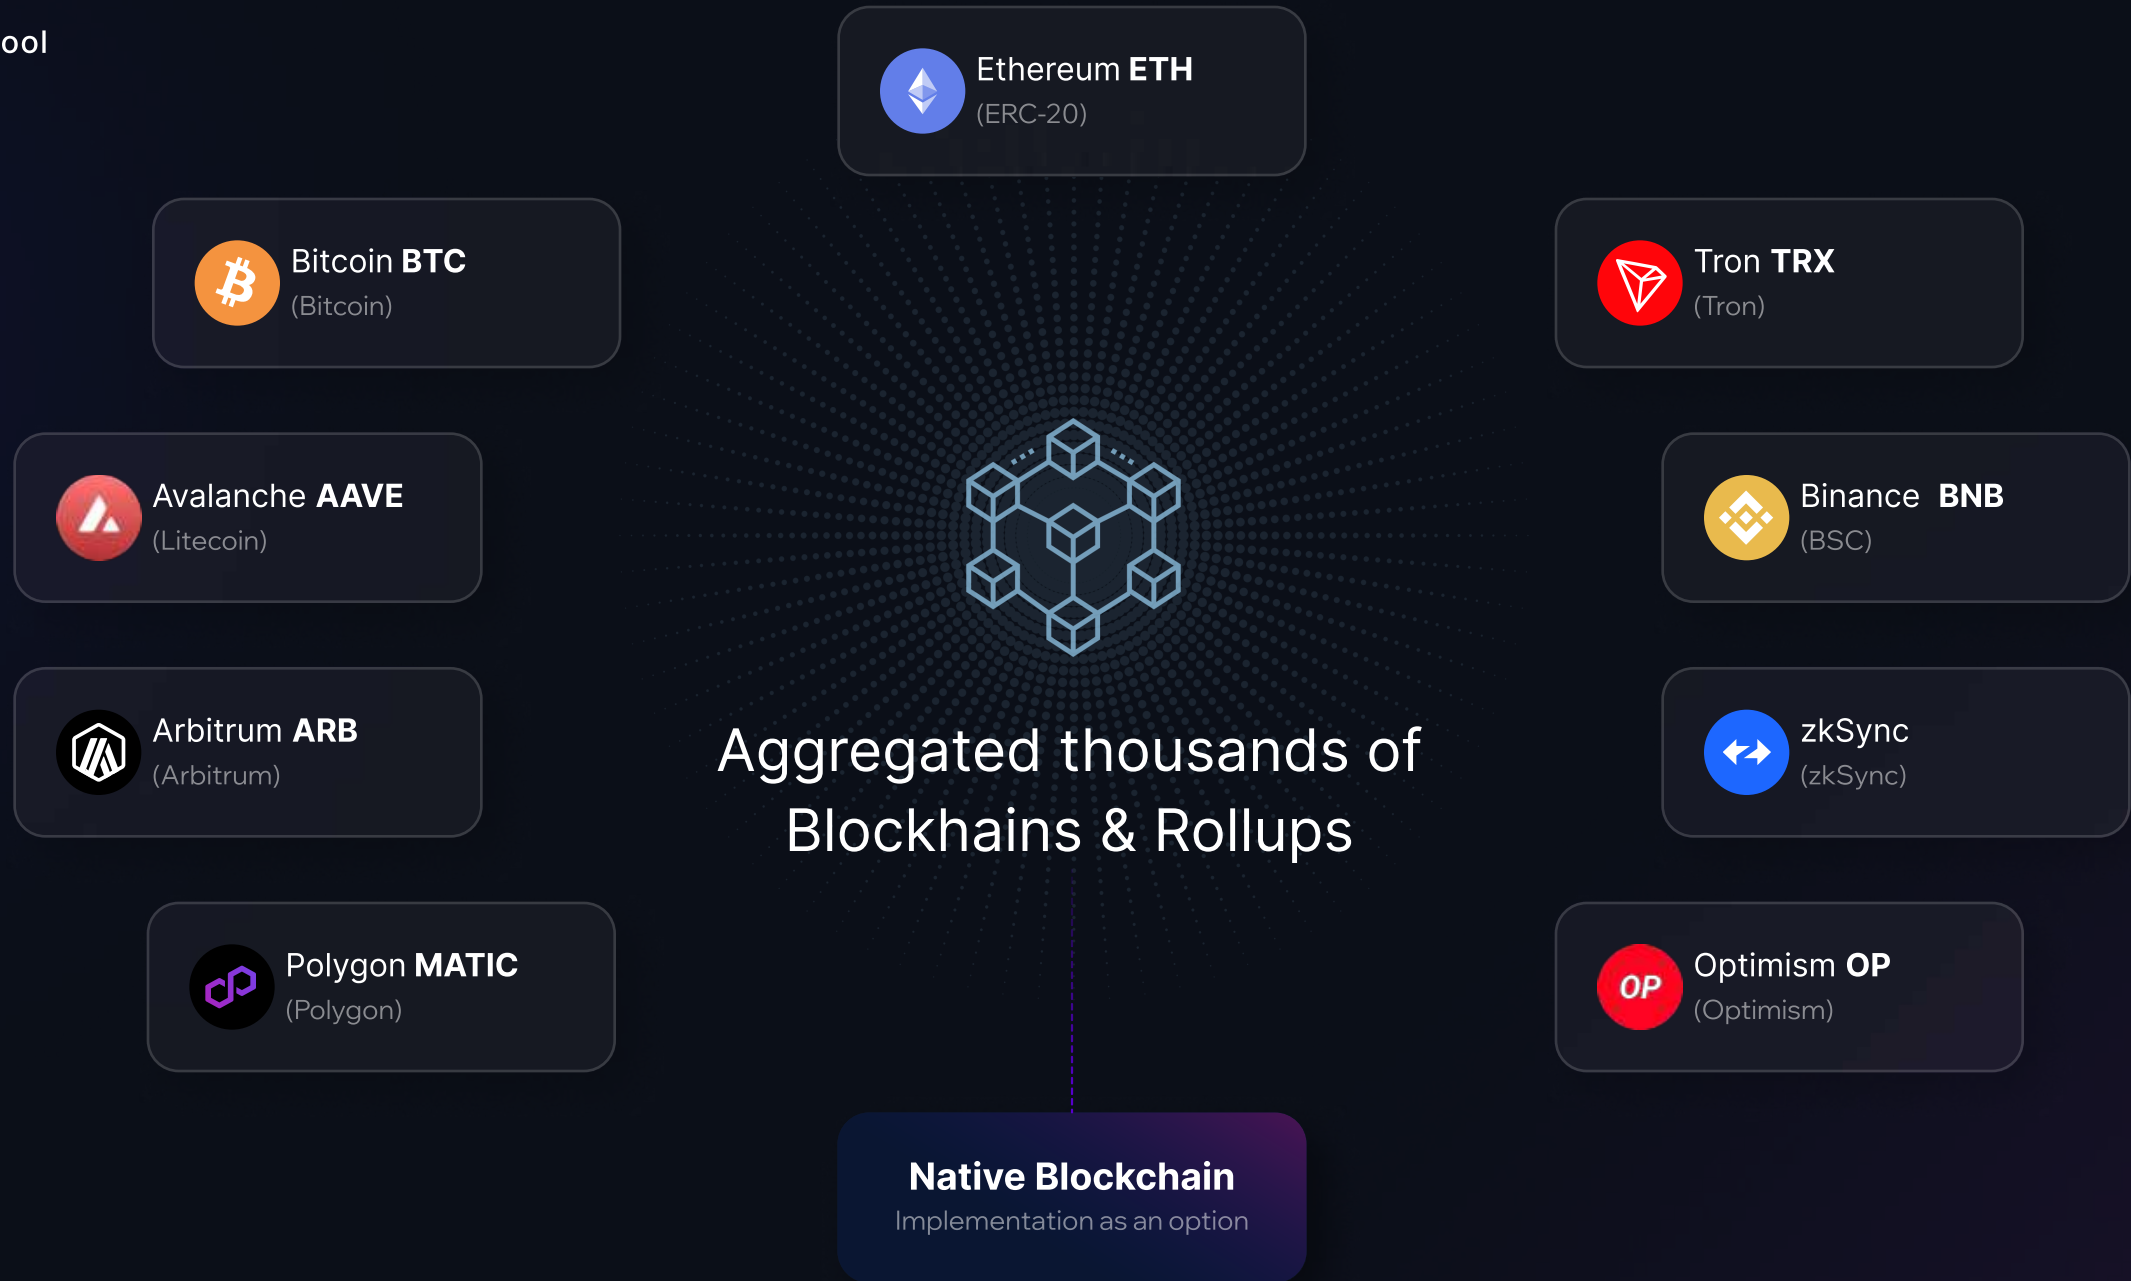 ool
Ethereum ETH
(ERC-20)
Bitcoin BTC
(Bitcoin)
Tron TRX
(Tron)
Avalanche AAVE
(Litecoin)
Binance BNB
(BSC)
Arbitrum ARB
(Arbitrum)
zkSync
(zkSync)
Aggregated thousands of
Blockhains & Rollups
Polygon MATIC
(Polygon)
OP
Optimism OP
(Optimism)
Native Blockchain
Implementation as an option